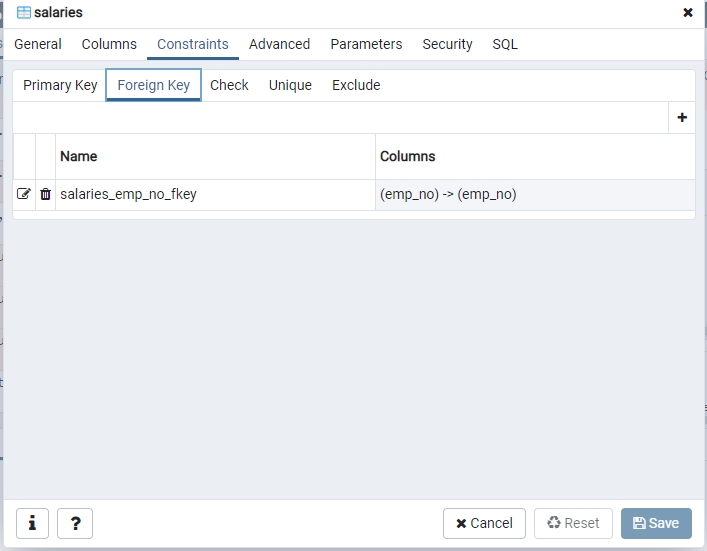 salaries
General Columns Constraints Advanced Parameters Security SQL
Primary Key Foreign Key Check Unique Exclude
Name Columns
salaries_emp_no_fkey (emp_no) -> (emp_no)
i ? Cancel Reset Save